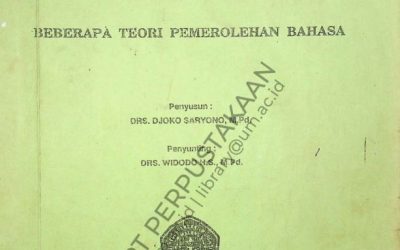 BEBERAPA TEORI PEMEROLEHAN BAHASA
Penyusun :
DRS. DJOKO SARYONO, M.Pd.
Penyunting :
DRS. WIDODO H.S., M.Pd.
PERPUSTAKAAN
library@um.ac.id